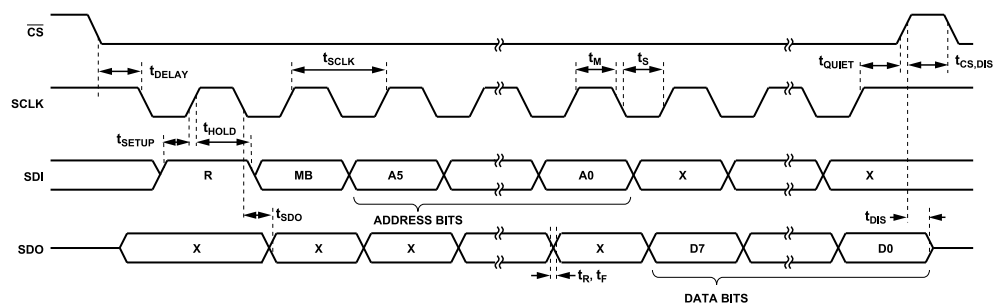 CS
tDELAY
tSCLK
tM
tS
tQUIET
tCS,DIS
SCLK
tSETUP
tHOLD
SDI
R
MB
A5
A0
X
X
tSDO
ADDRESS BITS
tDIS
SDO
X
X
X
X
D7
D0
tR, tF
DATA BITS